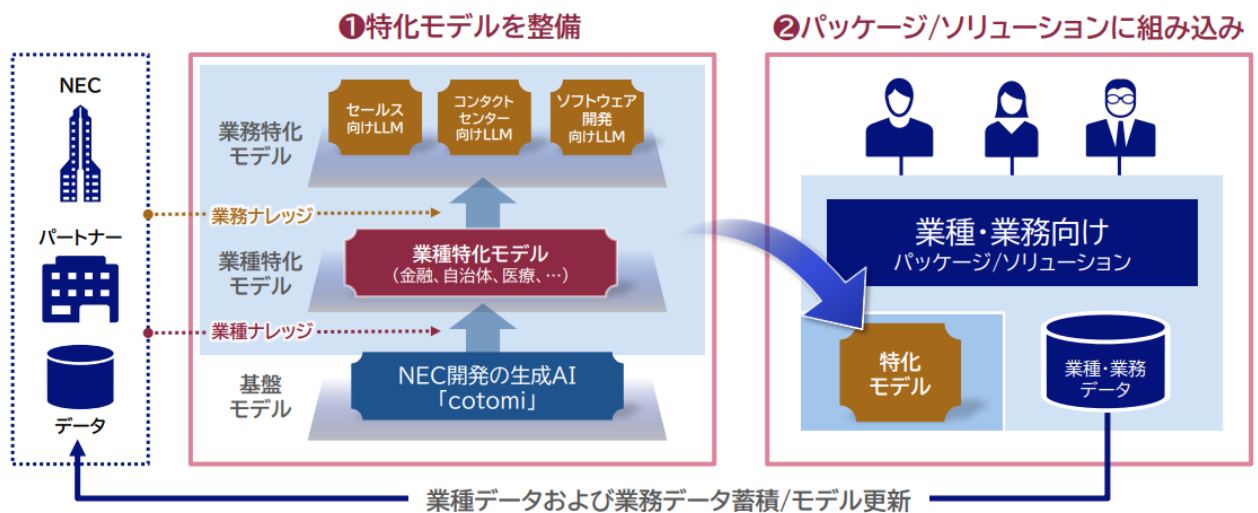 ❶特化モデルを整備
❷パッケージ/ソリューションに組み込み
NEC
パートナー
データ
業務特化
モデル
セールス
向けLLM
コンタクト
センター
向けLLM
ソフトウェア
開発
向けLLM
業務ナレッジ
業種特化
モデル
業種特化モデル
（金融、自治体、医療、…）
業種ナレッジ
基盤
モデル
NEC開発の生成AI
「cotomi」
業種・業務向け
パッケージ/ソリューション
特化
モデル
業種・業務
データ
業種データおよび業務データ蓄積/モデル更新